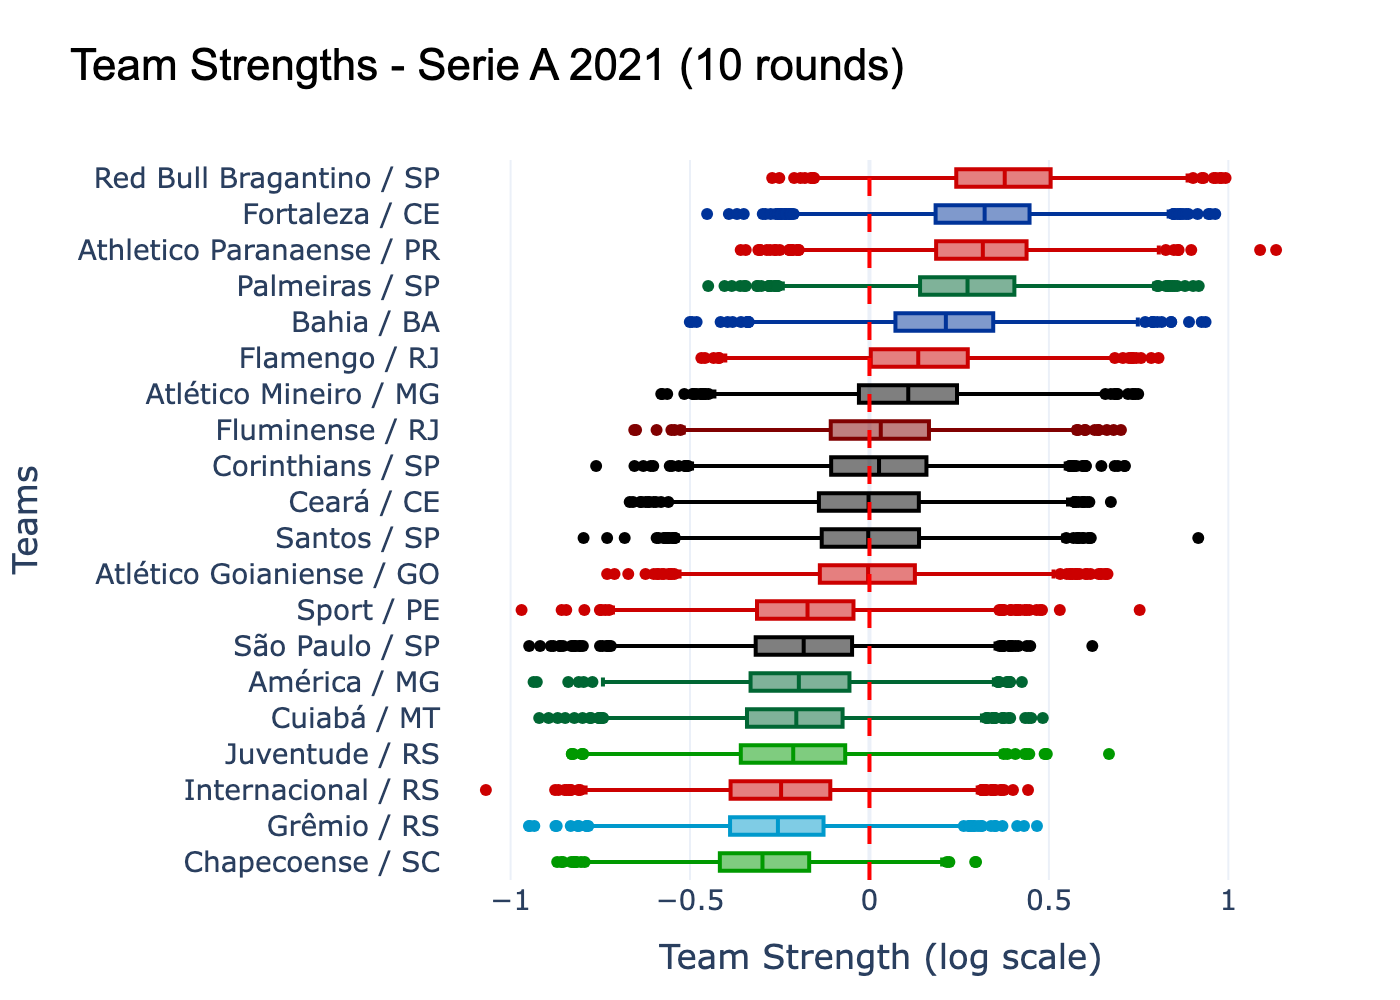 Team Strengths - Serie A 2021 (10 rounds)
Red Bull Bragantino / SP
Fortaleza / CE
Athletico Paranaense / PR
Palmeiras / SP
Bahia / BA
Flamengo / RJ
Atlético Mineiro / MG
Fluminense / RJ
Corinthians / SP
Ceará / CE
Santos / SP
Atlético Goianiense / GO
Sport / PE
São Paulo / SP
América / MG
Cuiabá / MT
Juventude / RS
Internacional / RS
Grêmio / RS
Chapecoense / SC
Teams
−1 −0.5 0 0.5 1
Team Strength (log scale)